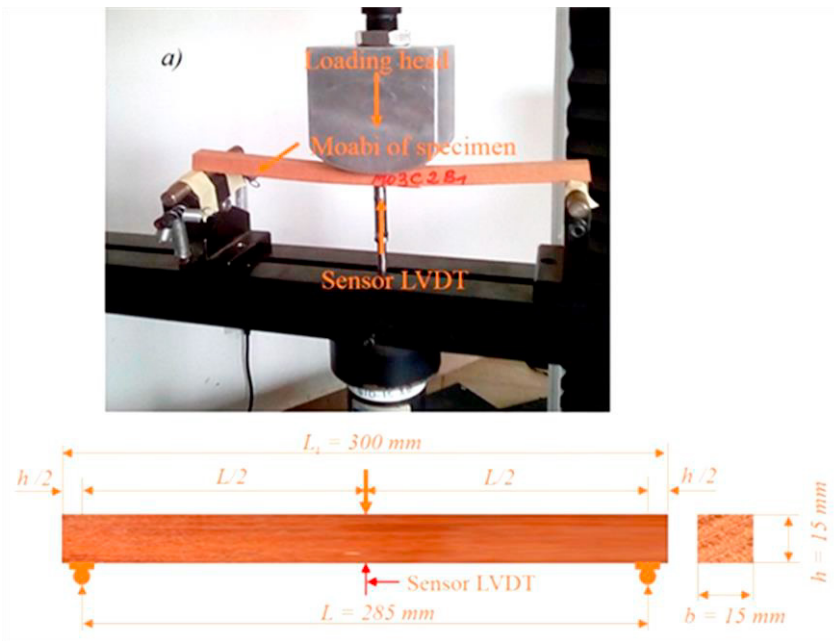 a)
Loading head
Moabi of specimen
M03C2B1
Sensor LVDT
L₁ = 300 mm
h/2
L/2
L/2
h/2
Sensor LVDT
L = 285 mm
b = 15 mm
h = 15 mm